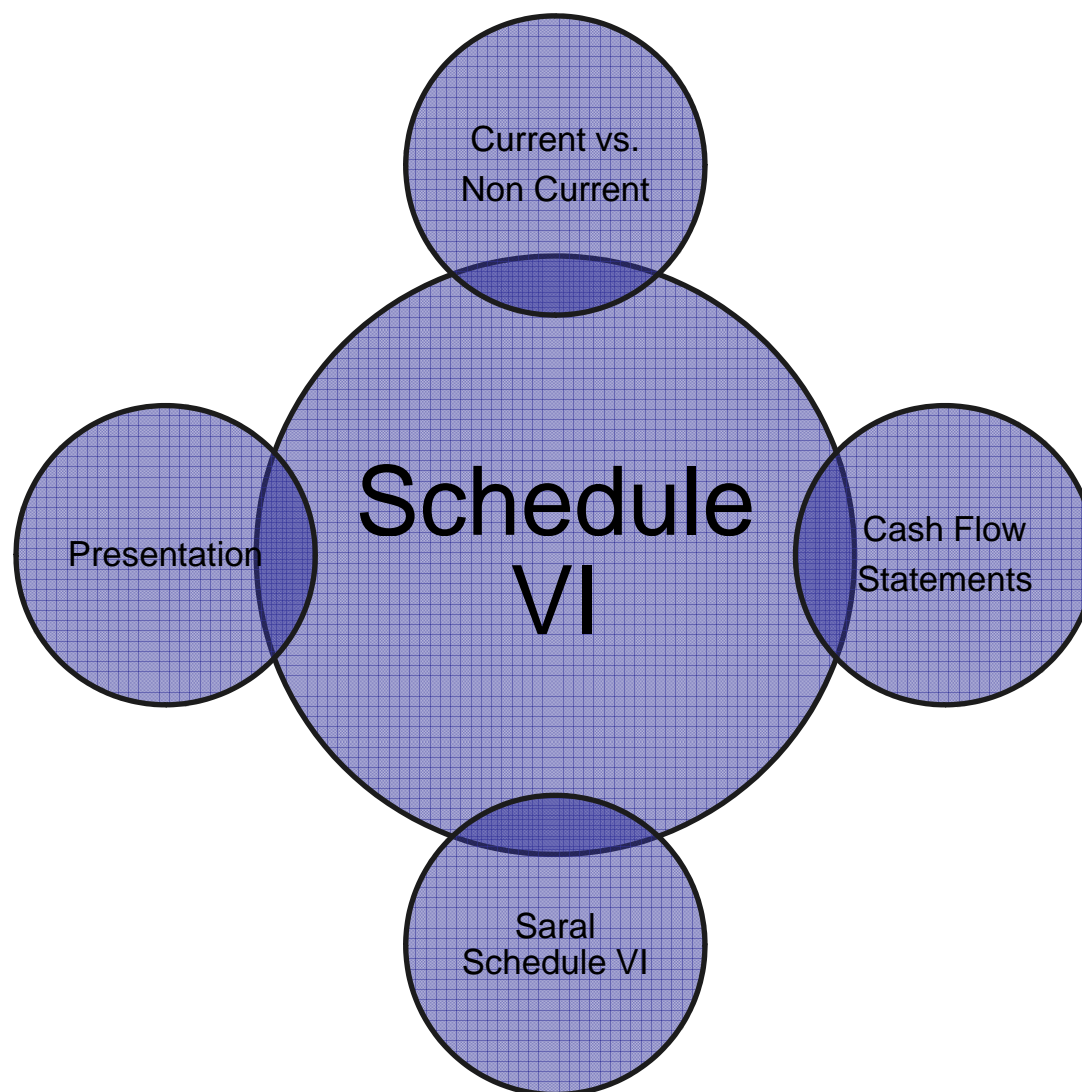 Current vs.
Non Current
Schedule
VI
Presentation
Cash Flow
Statements
Saral
Schedule VI